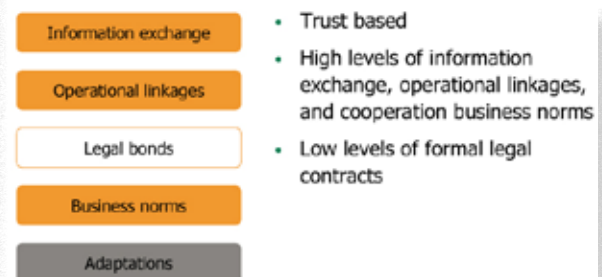 Information exchange
Operational linkages
Legal bonds
Business norms
Adaptations
• Trust based
• High levels of information
exchange, operational linkages,
and cooperation business norms
• Low levels of formal legal
contracts